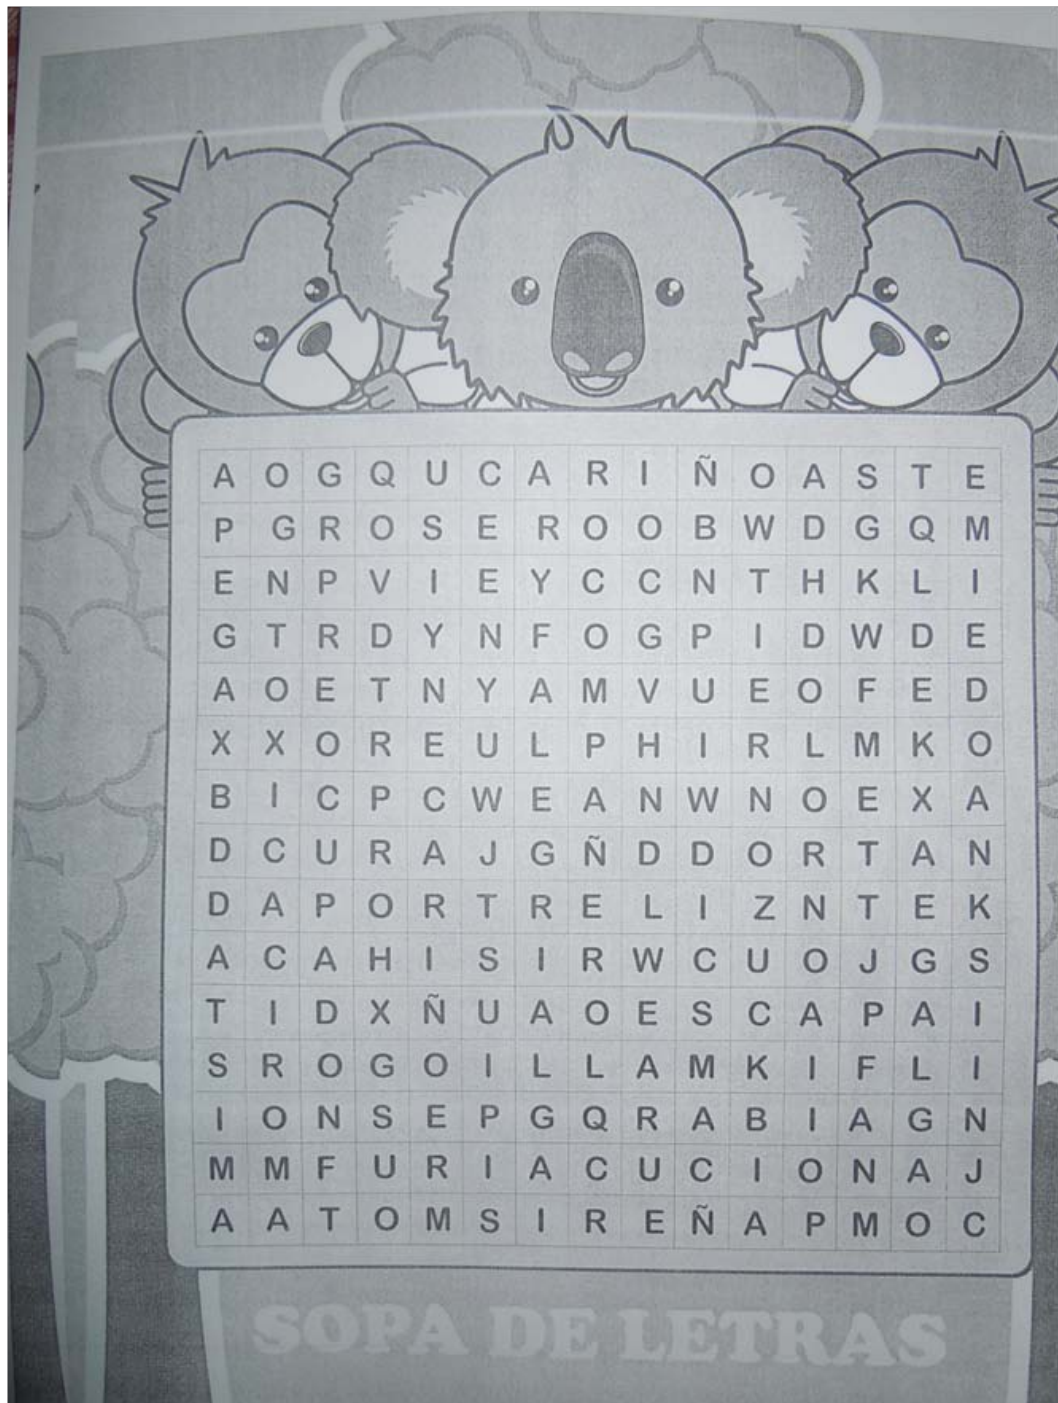 A O G Q U C A R I Ñ O A S T E
P G R O S E R O O B W D G Q M
E N P V I E Y C C N T H K L I
G T R D Y N F O G P I D W D E
A O E T N Y A M V U E O F E D
X X O R E U L P H I R L M K O
B I C P C W E A N W N O E X A
D C U R A J G Ñ D D O R T A N
D A P O R T R E L I Z N T E K
A C A H I S I R W C U O J G S
T I D X Ñ U A O E S C A P A I
S R O G O I L L A M K I F L I
I O N S E P G Q R A B I A G N
M M F U R I A C U C I O N A J
A A T O M S I R E Ñ A P M O C
SOPA DE LETRAS